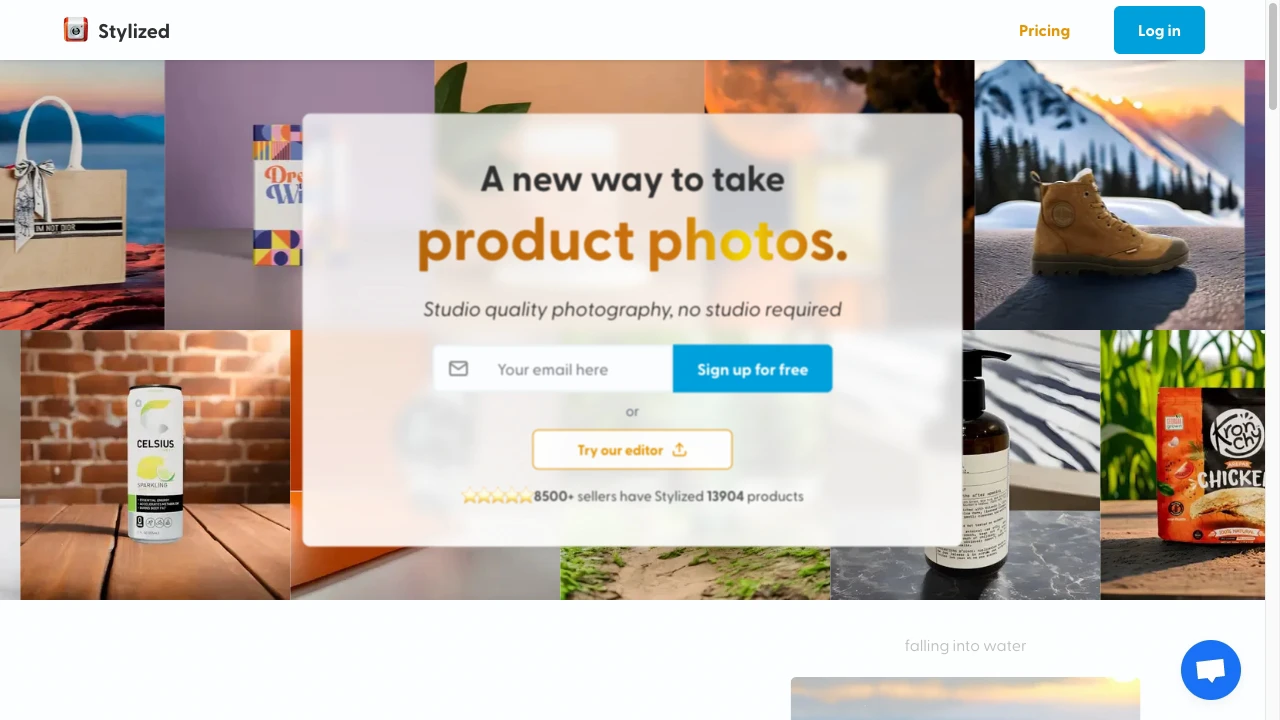 Stylized
Pricing
Log in
IM NOT DIOR
A new way to take
product photos.
Studio quality photography, no studio required
Your email here
Sign up for free
or
Try our editor
8500+ sellers have Stylized 13904 products
CELSIUS
SPARKLING
Kronchy
CHICKEN
falling into water